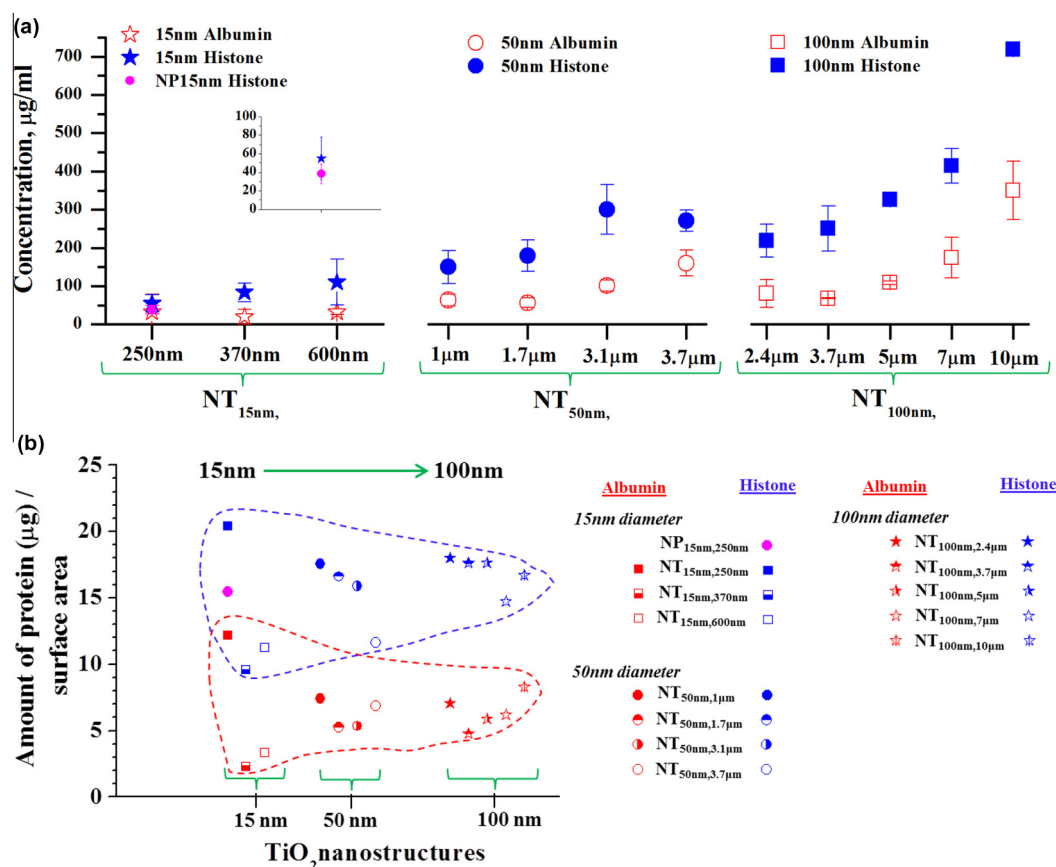 (a)
15nm Albumin
15nm Histone
NP15nm Histone
50nm Albumin
50nm Histone
100nm Albumin
100nm Histone
Concentration, µg/ml
700
600
500
400
300
200
100
0
100
80
60
40
20
0
250nm 370nm 600nm 1µm 1.7µm 3.1µm 3.7µm 2.4µm 3.7µm 5µm 7µm 10µm
NT15nm, NT50nm, NT100nm,
(b)
Amount of protein (µg) /
surface area
25
20
15
10
5
0
15nm 100nm
15 nm 50 nm 100 nm
TiO2nanostructures
Albumin Histone
15nm diameter
NP15nm,250nm
NT15nm,250nm
NT15nm,370nm
NT15nm,600nm
50nm diameter
NT50nm,1µm
NT50nm,1.7µm
NT50nm,3.1µm
NT50nm,3.7µm
Albumin Histone
100nm diameter
NT100nm,2.4µm
NT100nm,3.7µm
NT100nm,5µm
NT100nm,7µm
NT100nm,10µm